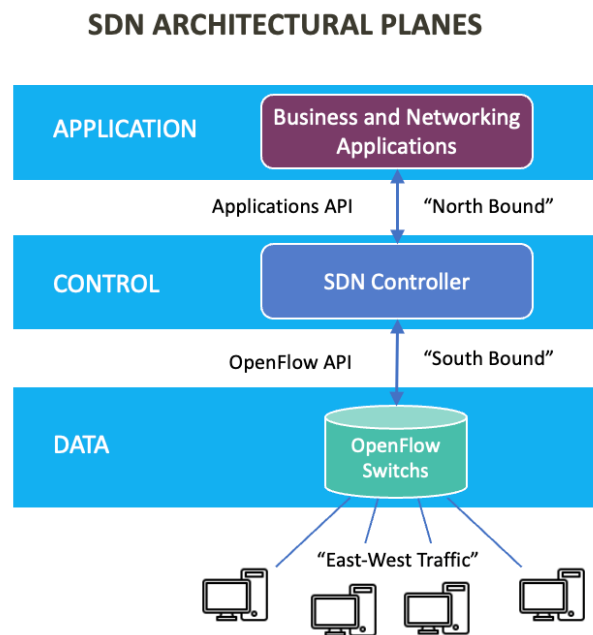 SDN ARCHITECTURAL PLANES
APPLICATION
Business and Networking
Applications
Applications API
“North Bound”
CONTROL
SDN Controller
OpenFlow API
“South Bound”
DATA
OpenFlow
Switchs
“East-West Traffic”